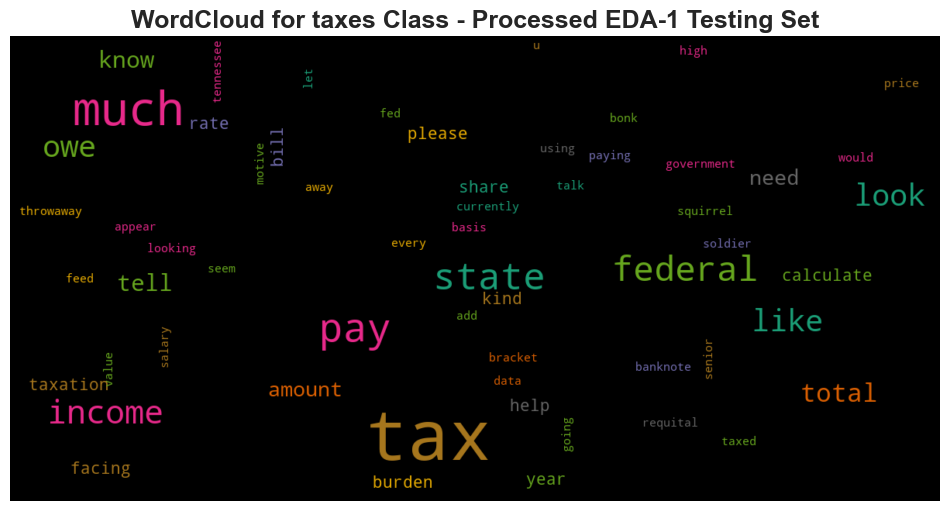 WordCloud for taxes Class - Processed EDA-1 Testing Set
u
high
know
tennessee
let
price
much
fed
bonk
owe
rate
bill
please
motive
using
paying
government
would
away
share
talk
need
look
throwaway
currently
squirrel
appear
basis
looking
every
soldier
feed
tell
seem
state
federal
calculate
kind
add
pay
like
salary
value
bracket
banknote
senior
taxation
amount
data
total
income
help
requital
tax
going
taxed
facing
burden
year